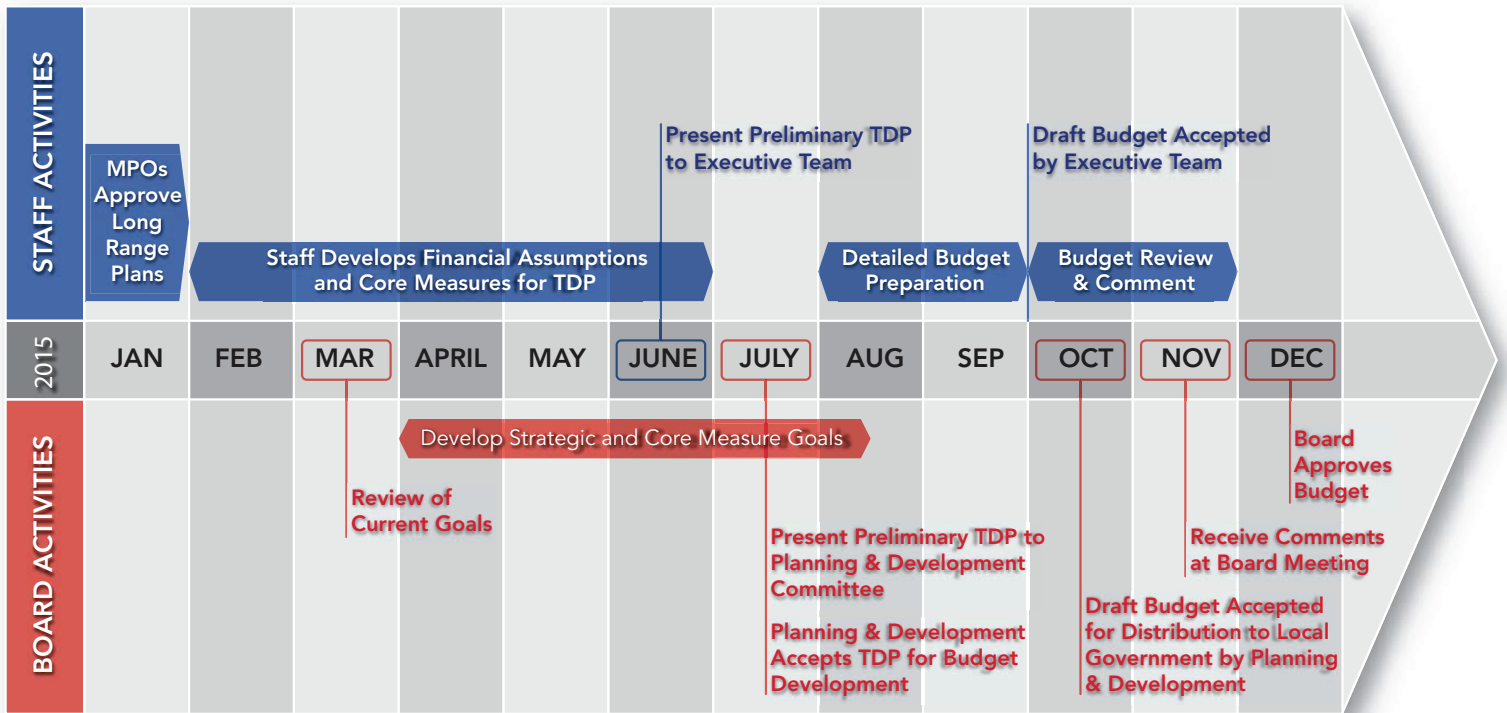 STAFF ACTIVITIES
MPOs
Approve
Long
Range
Plans
Staff Develops Financial Assumptions
and Core Measures for TDP
Present Preliminary TDP
to Executive Team
Detailed Budget
Preparation
Draft Budget Accepted
by Executive Team
Budget Review
& Comment
2015
JAN
FEB
MAR
APRIL
MAY
JUNE
JULY
AUG
SEP
OCT
NOV
DEC
BOARD ACTIVITIES
Develop Strategic and Core Measure Goals
Review of
Current Goals
Present Preliminary TDP to
Planning & Development
Committee
Planning & Development
Accepts TDP for Budget
Development
Draft Budget Accepted
for Distribution to Local
Government by Planning
& Development
Receive Comments
at Board Meeting
Board
Approves
Budget